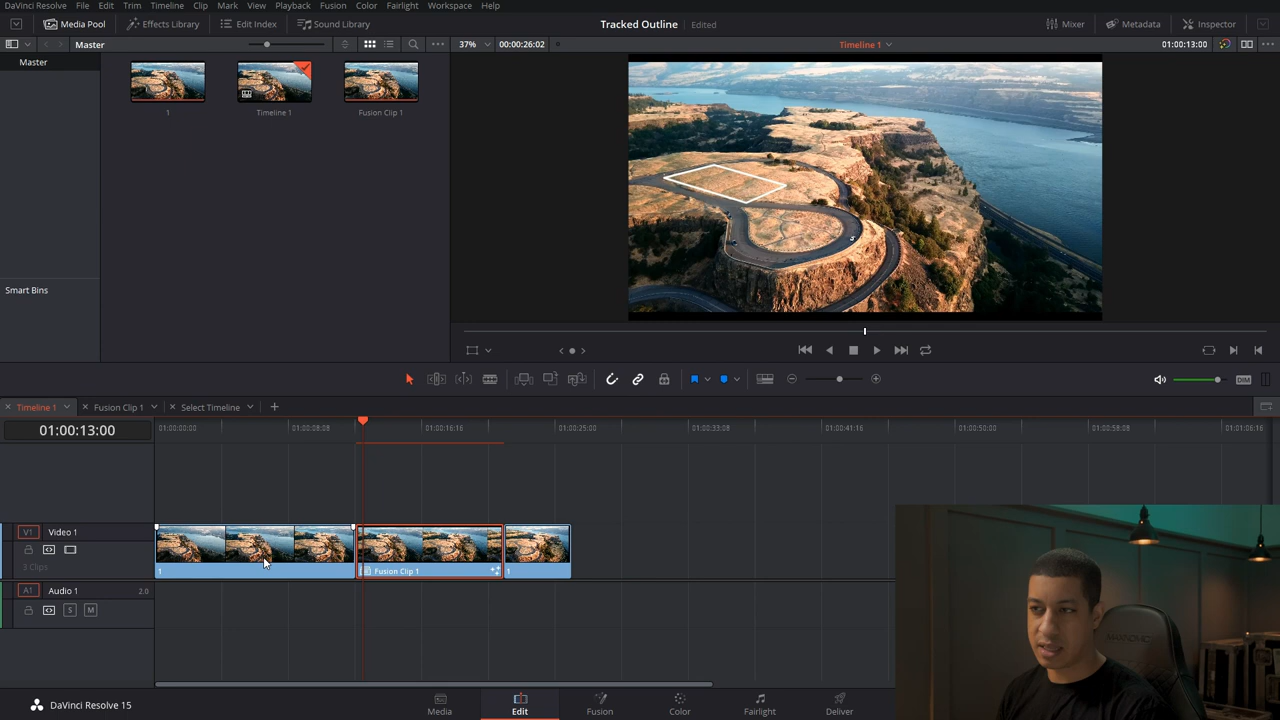 DaVinci Resolve File Edit Trim Timeline Clip Mark View Playback Fusion Color Fairlight Workspace Help
Media Pool Effects Library Edit Index Sound Library Tracked Outline Edited Mixer Metadata Inspector
Master 37% 00:00:26:02 Timeline 1 01:00:13:00
Master
1 Timeline 1 Fusion Clip 1
Smart Bins
DIM
Timeline 1 Fusion Clip 1 Select Timeline
01:00:13:00 01:00:00:00 01:00:08:08 01:00:16:16 01:00:25:00 01:00:33:08 01:00:41:16 01:00:50:00 01:00:58:08 01:01:06:16
V1 Video 1
3 Clips
1 Fusion Clip 1 1
A1 Audio 1 2.0
S M
DaVinci Resolve 15 Media Edit Fusion Color Fairlight Deliver